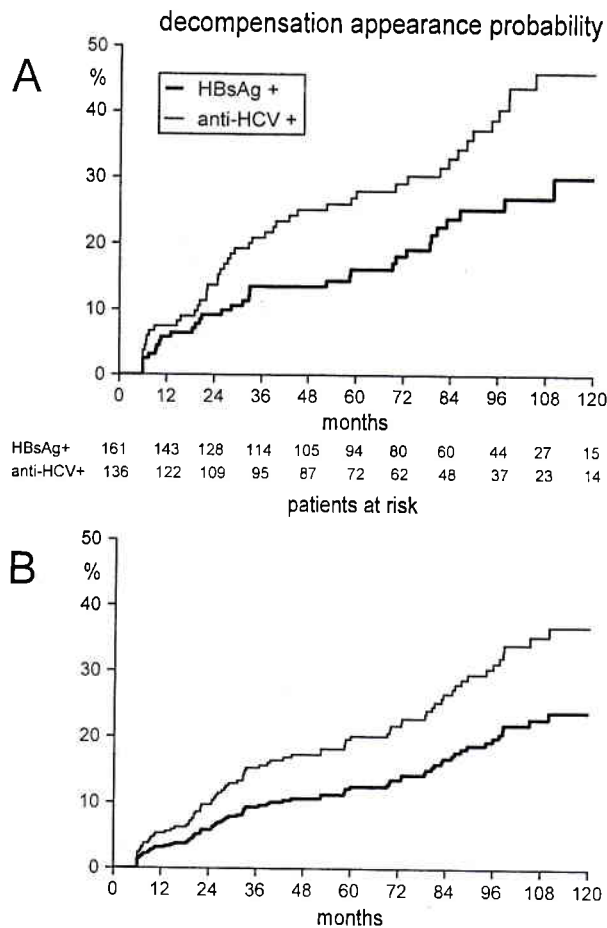 decompensation appearance probability
A
50
%
HBsAg +
anti-HCV +
40
30
20
10
0
0 12 24 36 48 60 72 84 96 108 120
months
HBsAg+ 161 143 128 114 105 94 80 60 44 27 15
anti-HCV+ 136 122 109 95 87 72 62 48 37 23 14
patients at risk
B
50
%
40
30
20
10
0
0 12 24 36 48 60 72 84 96 108 120
months